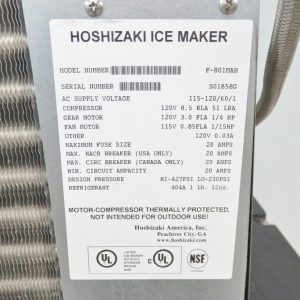 HOSHIZAKI ICE MAKER
MODEL NUMBER F-801MAH
SERIAL NUMBER S01858G
AC SUPPLY VOLTAGE 115-120/60/1
COMPRESSOR 120V 8.5 RLA 51 LRA
GEAR MOTOR 120V 3.0 FLA 1/4 HP
FAN MOTOR 115V 0.85FLA 1/15HP
OTHER 120V 0.03A
MAXIMUM FUSE SIZE 20 AMPS
MAX. HACR BREAKER (USA ONLY) 20 AMPS
MAX. CIRC BREAKER (CANADA ONLY) 20 AMPS
MIN. CIRCUIT AMPACITY 20 AMPS
DESIGN PRESSURE HI-427PSI LO-230PSI
REFRIGERANT 404A 1 lb. 12oz.
MOTOR-COMPRESSOR THERMALLY PROTECTED.
NOT INTENDED FOR OUTDOOR USE!
Hoshizaki America, Inc.
Peachtree City, GA
www.hoshizaki.com
UL
LISTED
UL
NSF